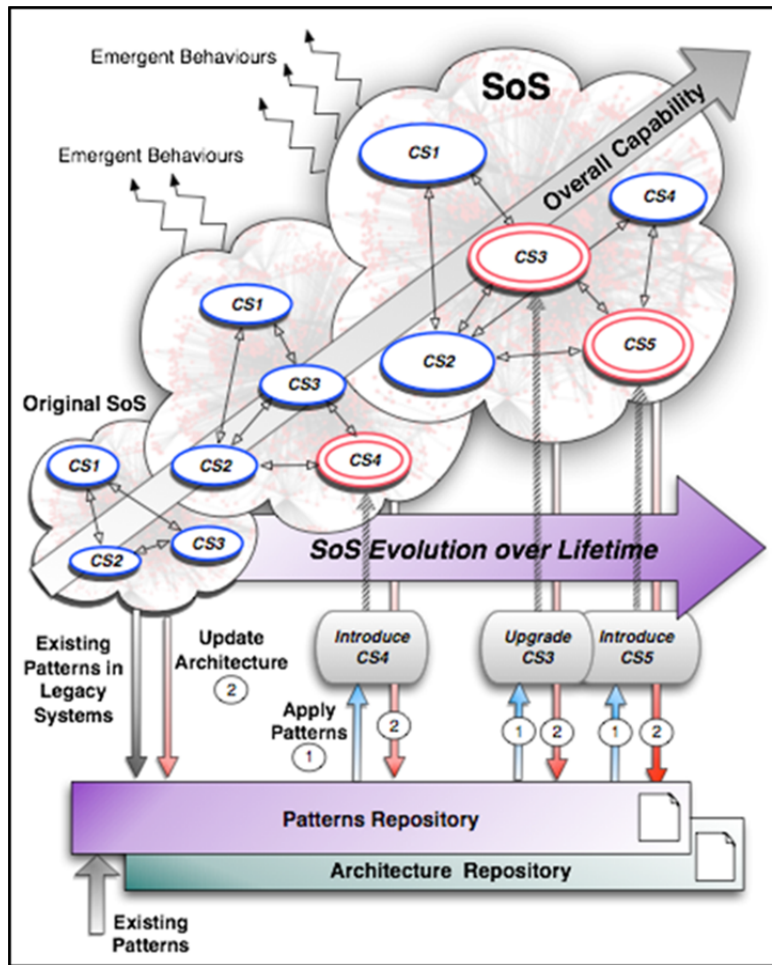 Emergent Behaviours
SoS
Emergent Behaviours
Overall Capability
CS1
CS4
CS3
CS2
CS5
CS1
CS3
CS2
CS4
Original SoS
CS1
CS3
CS2
SoS Evolution over Lifetime
Existing
Patterns in
Legacy
Systems
Update
Architecture
2
Introduce
CS4
Upgrade
CS3
Introduce
CS5
Apply
Patterns
1
2
1
2
1
2
Patterns Repository
Architecture Repository
Existing
Patterns